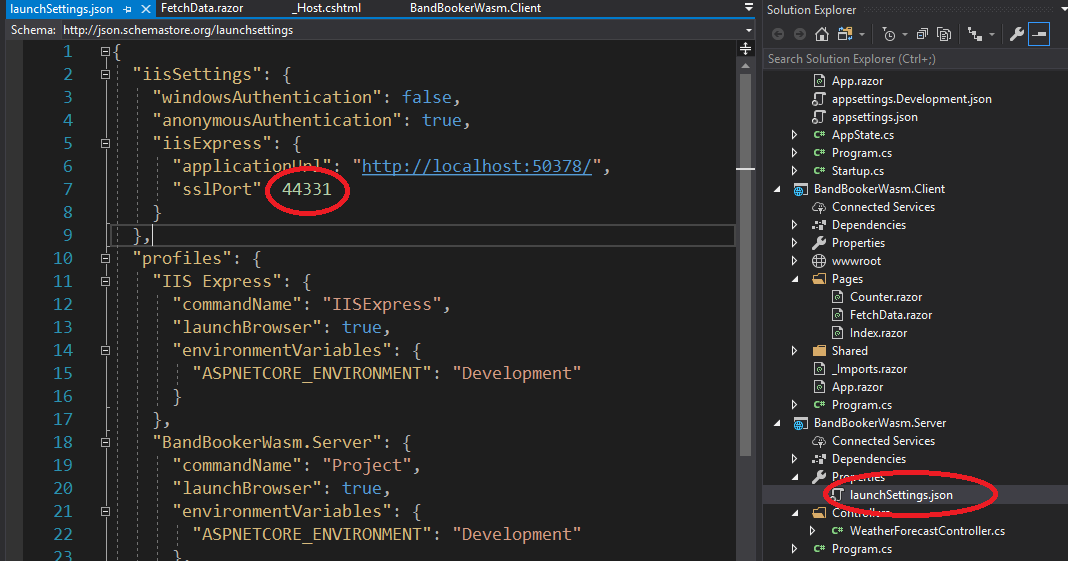 launchSettings.json
FetchData.razor
_Host.cshtml
BandBookerWasm.Client
Schema: http://json.schemastore.org/launchsettings
1 {
2 "iisSettings": {
3 "windowsAuthentication": false,
4 "anonymousAuthentication": true,
5 "iisExpress": {
6 "applicationUrl": "http://localhost:50378/",
7 "sslPort" 44331
8 }
9 },
10 "profiles": {
11 "IIS Express": {
12 "commandName": "IISExpress",
13 "launchBrowser": true,
14 "environmentVariables": {
15 "ASPNETCORE_ENVIRONMENT": "Development"
16 }
17 },
18 "BandBookerWasm.Server": {
19 "commandName": "Project",
20 "launchBrowser": true,
21 "environmentVariables": {
22 "ASPNETCORE_ENVIRONMENT": "Development"
23 },
Solution Explorer
Search Solution Explorer (Ctrl+;)
App.razor
appsettings.Development.json
appsettings.json
C# AppState.cs
C# Program.cs
C# Startup.cs
BandBookerWasm.Client
Connected Services
Dependencies
Properties
wwwroot
Pages
Counter.razor
FetchData.razor
Index.razor
Shared
_Imports.razor
App.razor
C# Program.cs
BandBookerWasm.Server
Connected Services
Dependencies
Properties
launchSettings.json
Controllers
C# WeatherForecastController.cs
C# Program.cs